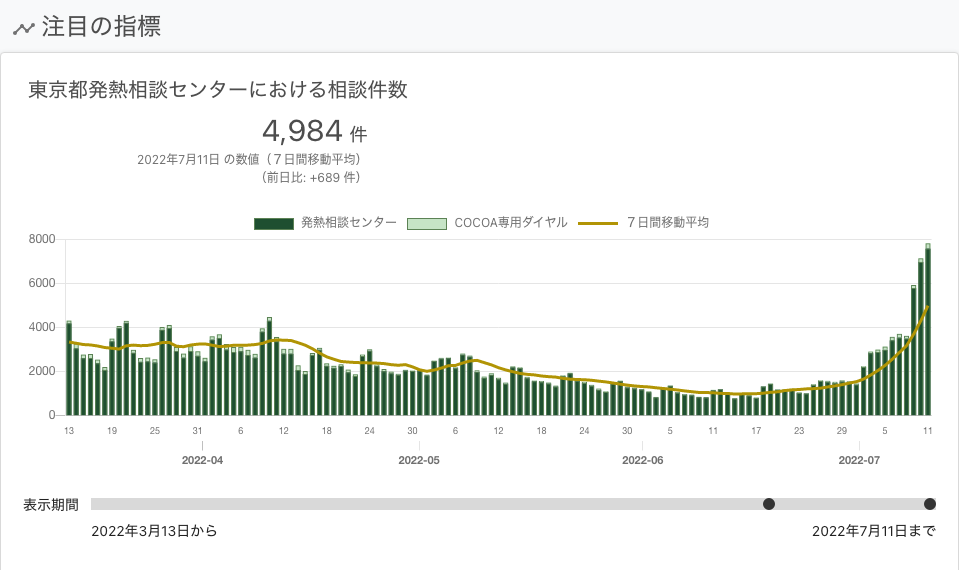 注目の指標
東京都発熱相談センターにおける相談件数
4,984 件
2022年7月11日 の数値（７日間移動平均）
（前日比: +689 件）
発熱相談センター COCOA専用ダイヤル ７日間移動平均
8000
6000
4000
2000
0
13 19 25 31 6 12 18 24 30 6 12 18 24 30 5 11 17 23 29 5 11
2022-04 2022-05 2022-06 2022-07
表示期間
2022年3月13日から 2022年7月11日まで